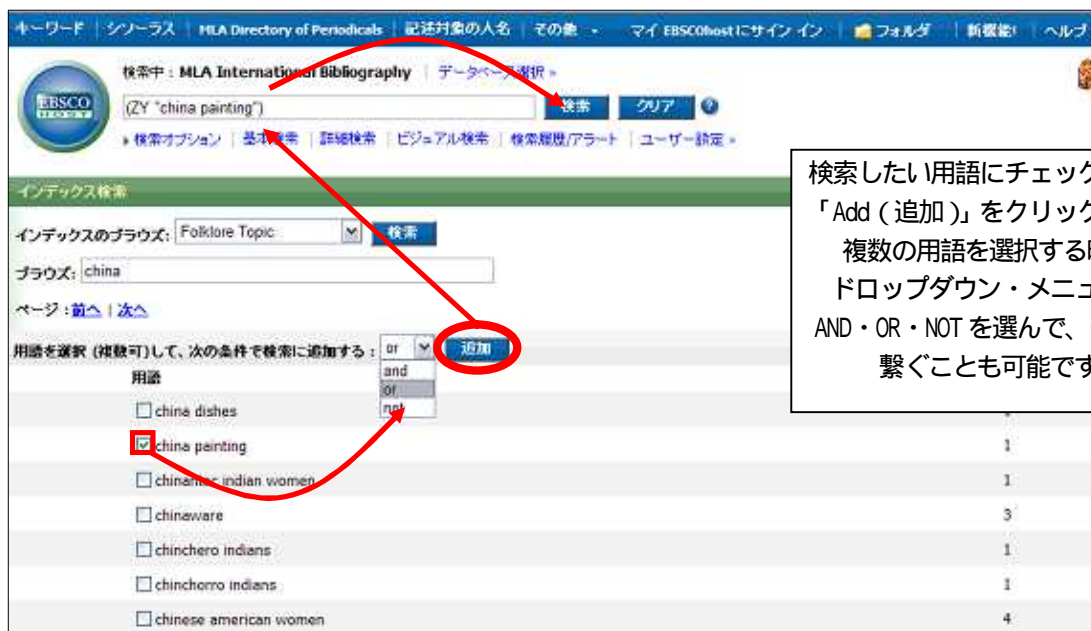 キーワード | シソーラス | MLA Directory of Periodicals | 記述対象の人名 | その他 マイ EBSCOhostにサイン イン フォルダ 新機能! ヘルプ
検索中 : MLA International Bibliography | データベース選択 »
EBSCO
HOST
(ZY "china painting") 検索 クリア
検索オプション | 基本検索 | 詳細検索 | ビジュアル検索 | 検索履歴/アラート | ユーザー設定 »
インデックス検索
検索したい用語にチェック
「Add(追加)」をクリック
複数の用語を選択する
ドロップダウン・メニュ
AND・OR・NOT を選んで、
繋ぐことも可能です
インデックスのブラウズ: Folklore Topic 検索
ブラウズ: china
ページ : 前へ | 次へ
用語を選択 (複数可)して、次の条件で検索に追加する : or 追加
and
or
not
用語
china dishes
china painting 1
chinantec indian women 1
chinaware 3
chinchero indians 1
chinchorro indians 1
chinese american women 4